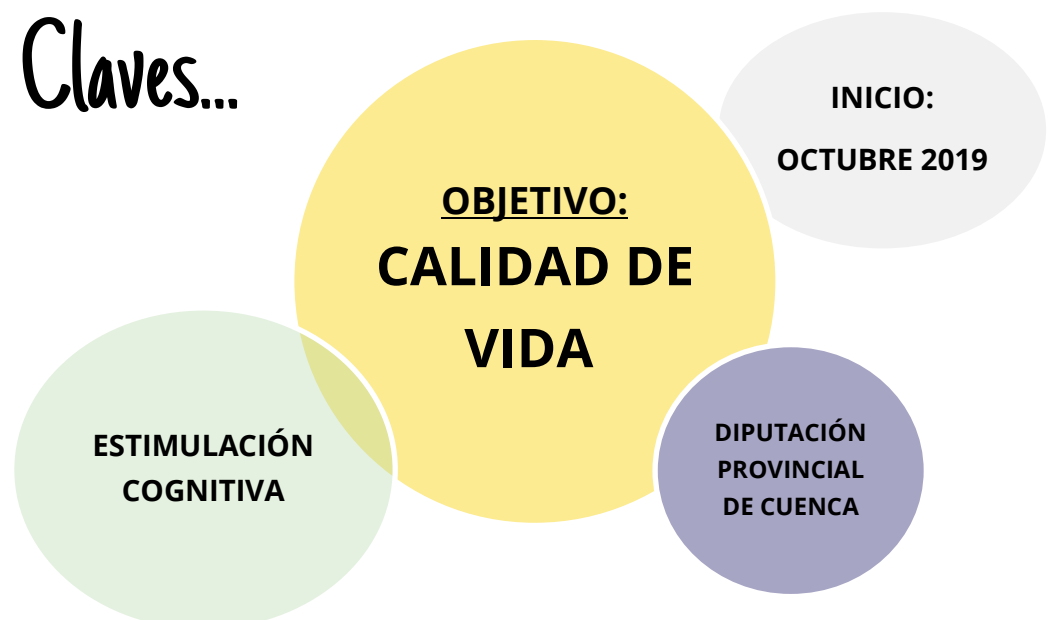 Claves...
INICIO:
OCTUBRE 2019
OBJETIVO:
CALIDAD DE
VIDA
ESTIMULACIÓN
COGNITIVA
DIPUTACIÓN
PROVINCIAL
DE CUENCA